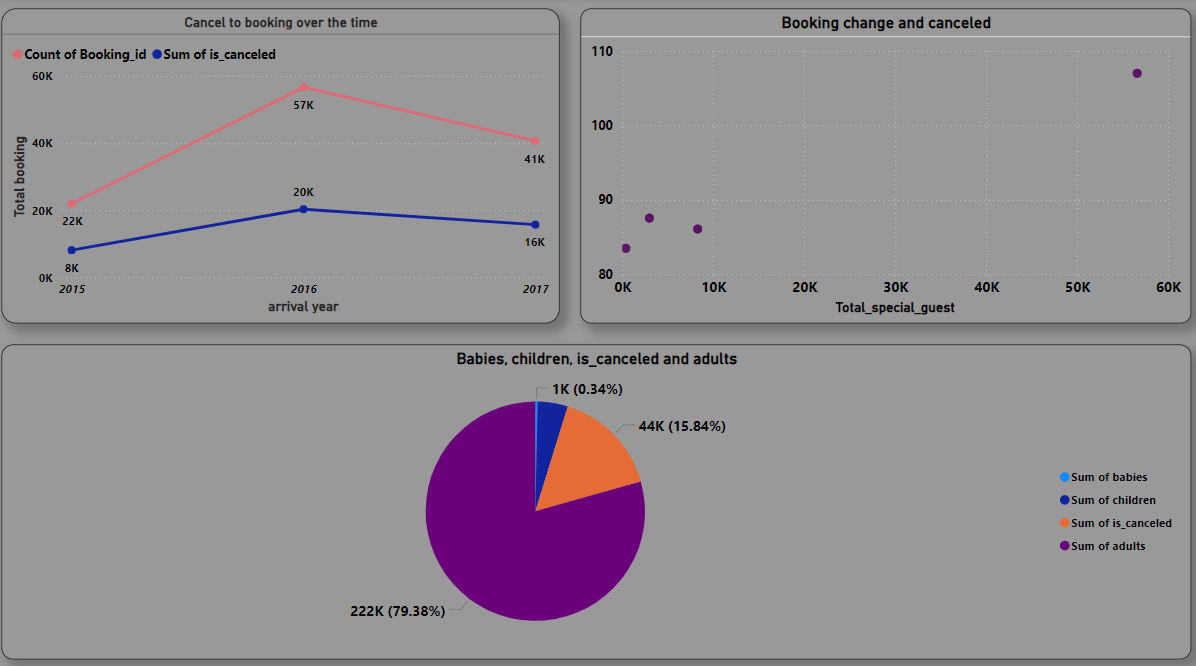 Cancel to booking over the time
Count of Booking_id Sum of is_canceled
Total booking
60K
40K
20K
0K
57K
41K
22K
20K
16K
8K
2015 2016 2017
arrival year
Booking change and canceled
110
100
90
80
0K 10K 20K 30K 40K 50K 60K
Total_special_guest
Babies, children, is_canceled and adults
1K (0.34%)
44K (15.84%)
222K (79.38%)
Sum of babies
Sum of children
Sum of is_canceled
Sum of adults